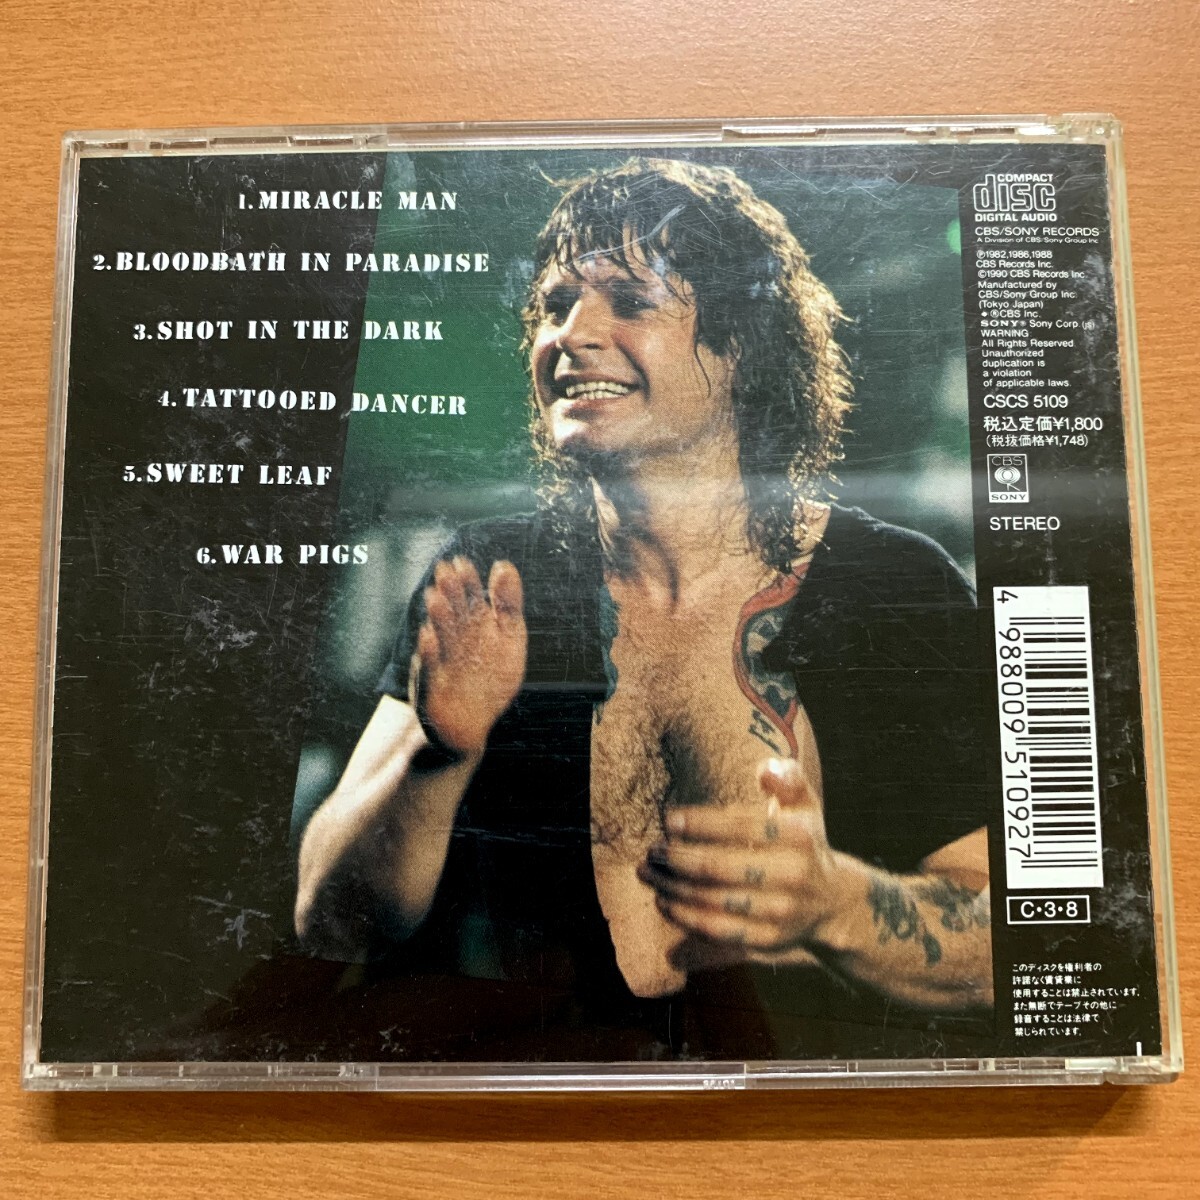 1. MIRACLE MAN
2. BLOODBATH IN PARADISE
3. SHOT IN THE DARK
4. TATTOOED DANCER
5. SWEET LEAF
6. WAR PIGS
COMPACT
disc
DIGITAL AUDIO
CBS/SONY RECORDS
A Division of CBS/Sony Group Inc
℗1982,1986,1988
CBS Records Inc.
©1990 CBS Records Inc.
Manufactured by
CBS/Sony Group Inc.
(Tokyo Japan)
◆ ®CBS Inc.
SONY® Sony Corp.
WARNING
All Rights Reserved.
Unauthorized
duplication is
a violation
of applicable laws.
CSCS 5109
税込定価¥1,800
(税抜価格¥1,748)
CBS
SONY
STEREO
4 988009 510927
C・3・8
このディスクを権利者の
許諾なく賃貸業に
使用することは禁止されています。
また無断でテープその他に
録音することは法律で
禁じられています。